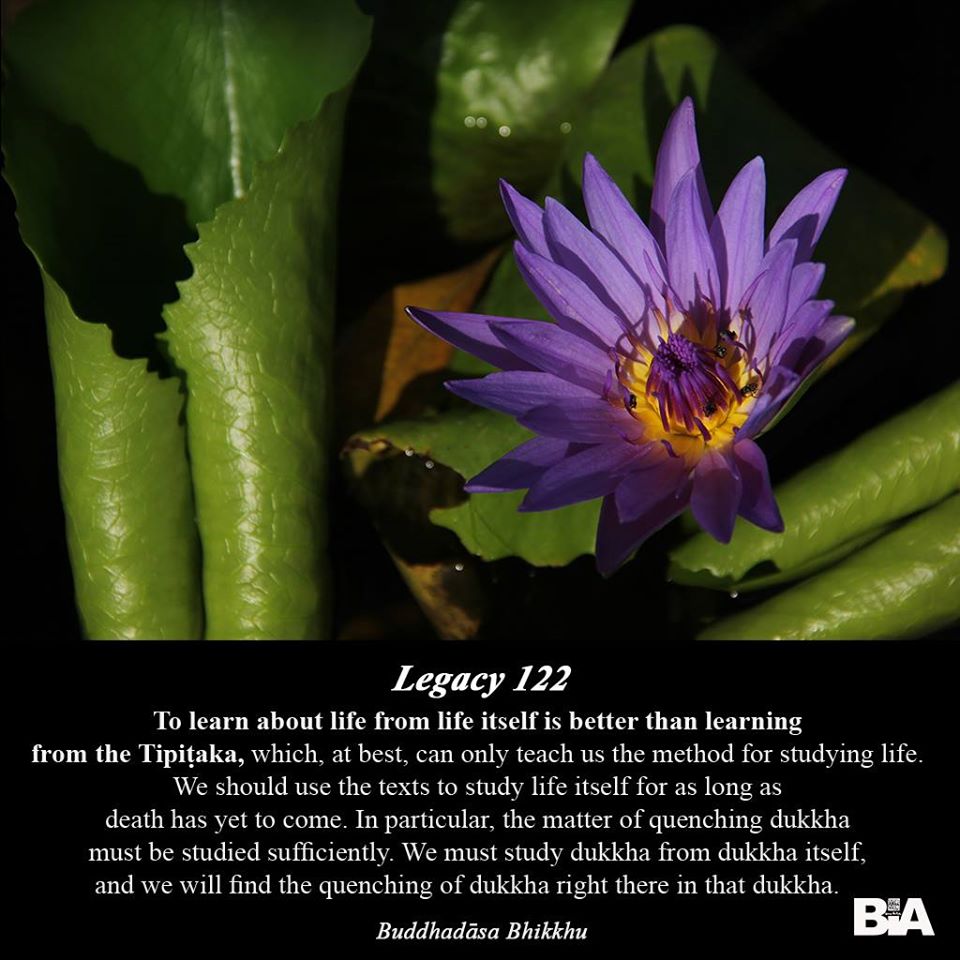 Legacy 122
To learn about life from life itself is better than learning
from the Tipiṭaka, which, at best, can only teach us the method for studying life.
We should use the texts to study life itself for as long as
death has yet to come. In particular, the matter of quenching dukkha
must be studied sufficiently. We must study dukkha from dukkha itself,
and we will find the quenching of dukkha right there in that dukkha.
Buddhadāsa Bhikkhu
BIA